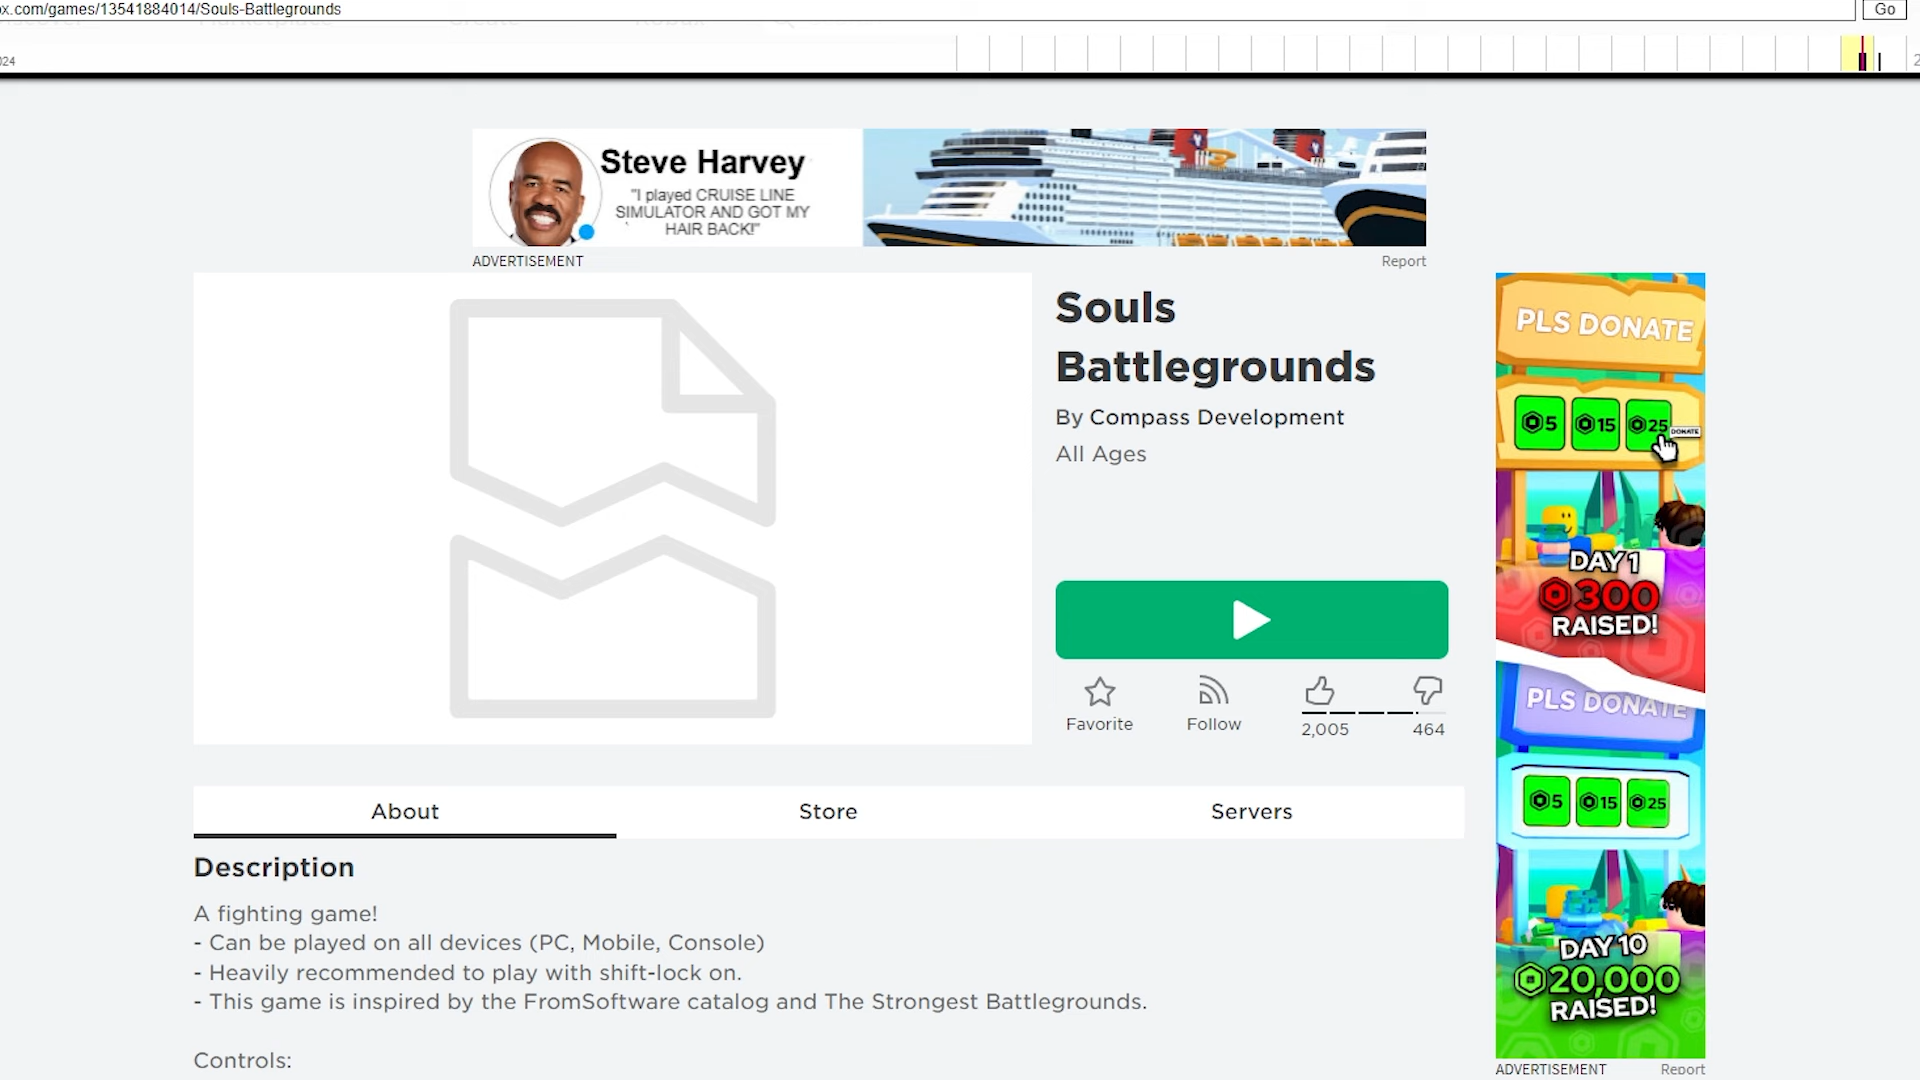 ox.com/games/13541884014/Souls-Battlegrounds
Go
024
Steve Harvey
"I played CRUISE LINE
SIMULATOR AND GOT MY
HAIR BACK!"
ADVERTISEMENT
Report
Souls
Battlegrounds
By Compass Development
All Ages
Favorite
Follow
2,005
464
About
Store
Servers
Description
A fighting game!
- Can be played on all devices (PC, Mobile, Console)
- Heavily recommended to play with shift-lock on.
- This game is inspired by the FromSoftware catalog and The Strongest Battlegrounds.
Controls:
PLS DONATE
5
15
25
DONATE
DAY 1
300
RAISED!
PLS DONATE
5
15
25
DAY 10
20,000
RAISED!
ADVERTISEMENT
Report